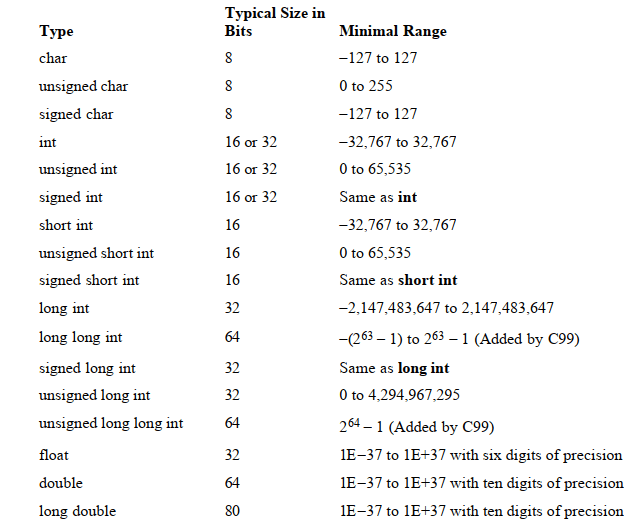 Typical Size in
Type Bits Minimal Range
char 8 −127 to 127
unsigned char 8 0 to 255
signed char 8 −127 to 127
int 16 or 32 −32,767 to 32,767
unsigned int 16 or 32 0 to 65,535
signed int 16 or 32 Same as int
short int 16 −32,767 to 32,767
unsigned short int 16 0 to 65,535
signed short int 16 Same as short int
long int 32 −2,147,483,647 to 2,147,483,647
long long int 64 −(2⁶³ – 1) to 2⁶³ – 1 (Added by C99)
signed long int 32 Same as long int
unsigned long int 32 0 to 4,294,967,295
unsigned long long int 64 2⁶⁴ – 1 (Added by C99)
float 32 1E−37 to 1E+37 with six digits of precision
double 64 1E−37 to 1E+37 with ten digits of precision
long double 80 1E−37 to 1E+37 with ten digits of precision